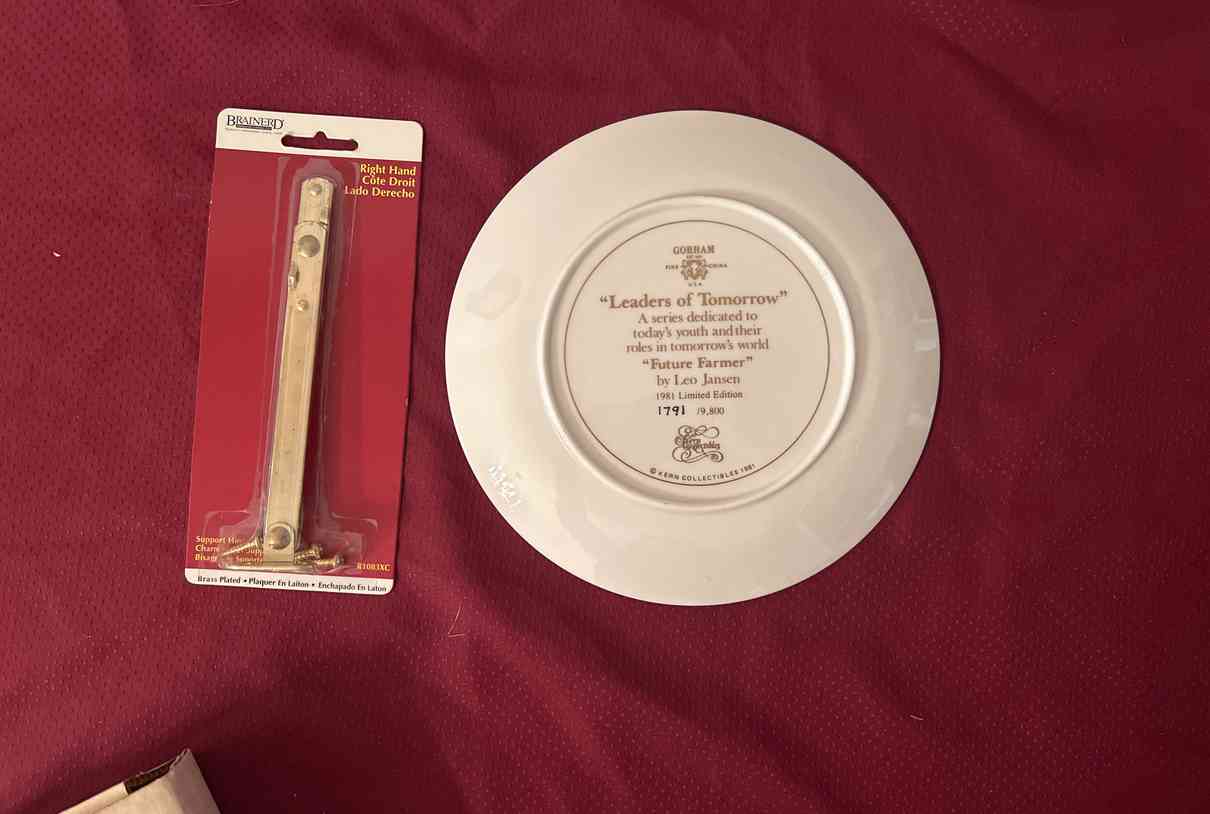 BRAINERD
Right Hand
Côte Droit
Lado Derecho
Support
Bisa
R1083XC
Brass Plated • Plaquer En Laiton • Enchapado En Laton
GORHAM
FINE CHINA
USA
“Leaders of Tomorrow”
A series dedicated to
today's youth and their
roles in tomorrow's world
“Future Farmer”
by Leo Jansen
1981 Limited Edition
1791 /9,800
Kern
Collectibles
© KERN COLLECTIBLES 1981